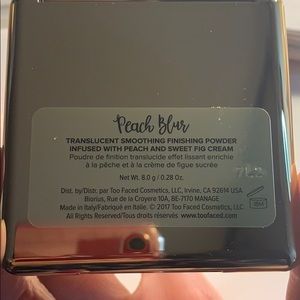 Peach Blur
TRANSLUCENT SMOOTHING FINISHING POWDER
INFUSED WITH PEACH AND SWEET FIG CREAM
Poudre de finition translucide effet lissant enrichie
à la pêche et à la crème de figue sucrée
Net Wt. 8.0 g / 0.28 Oz.
Dist. by/Distr. par Too Faced Cosmetics, LLC, Irvine, CA 92614 USA
Biorius, Rue de la Croyere 10A, BE-7170 MANAGE
Made in Italy/Fabriqué en Italie. © 2017 Too Faced Cosmetics, LLC
All Rights Reserved/Tous droits réservés. www.toofaced.com
18M